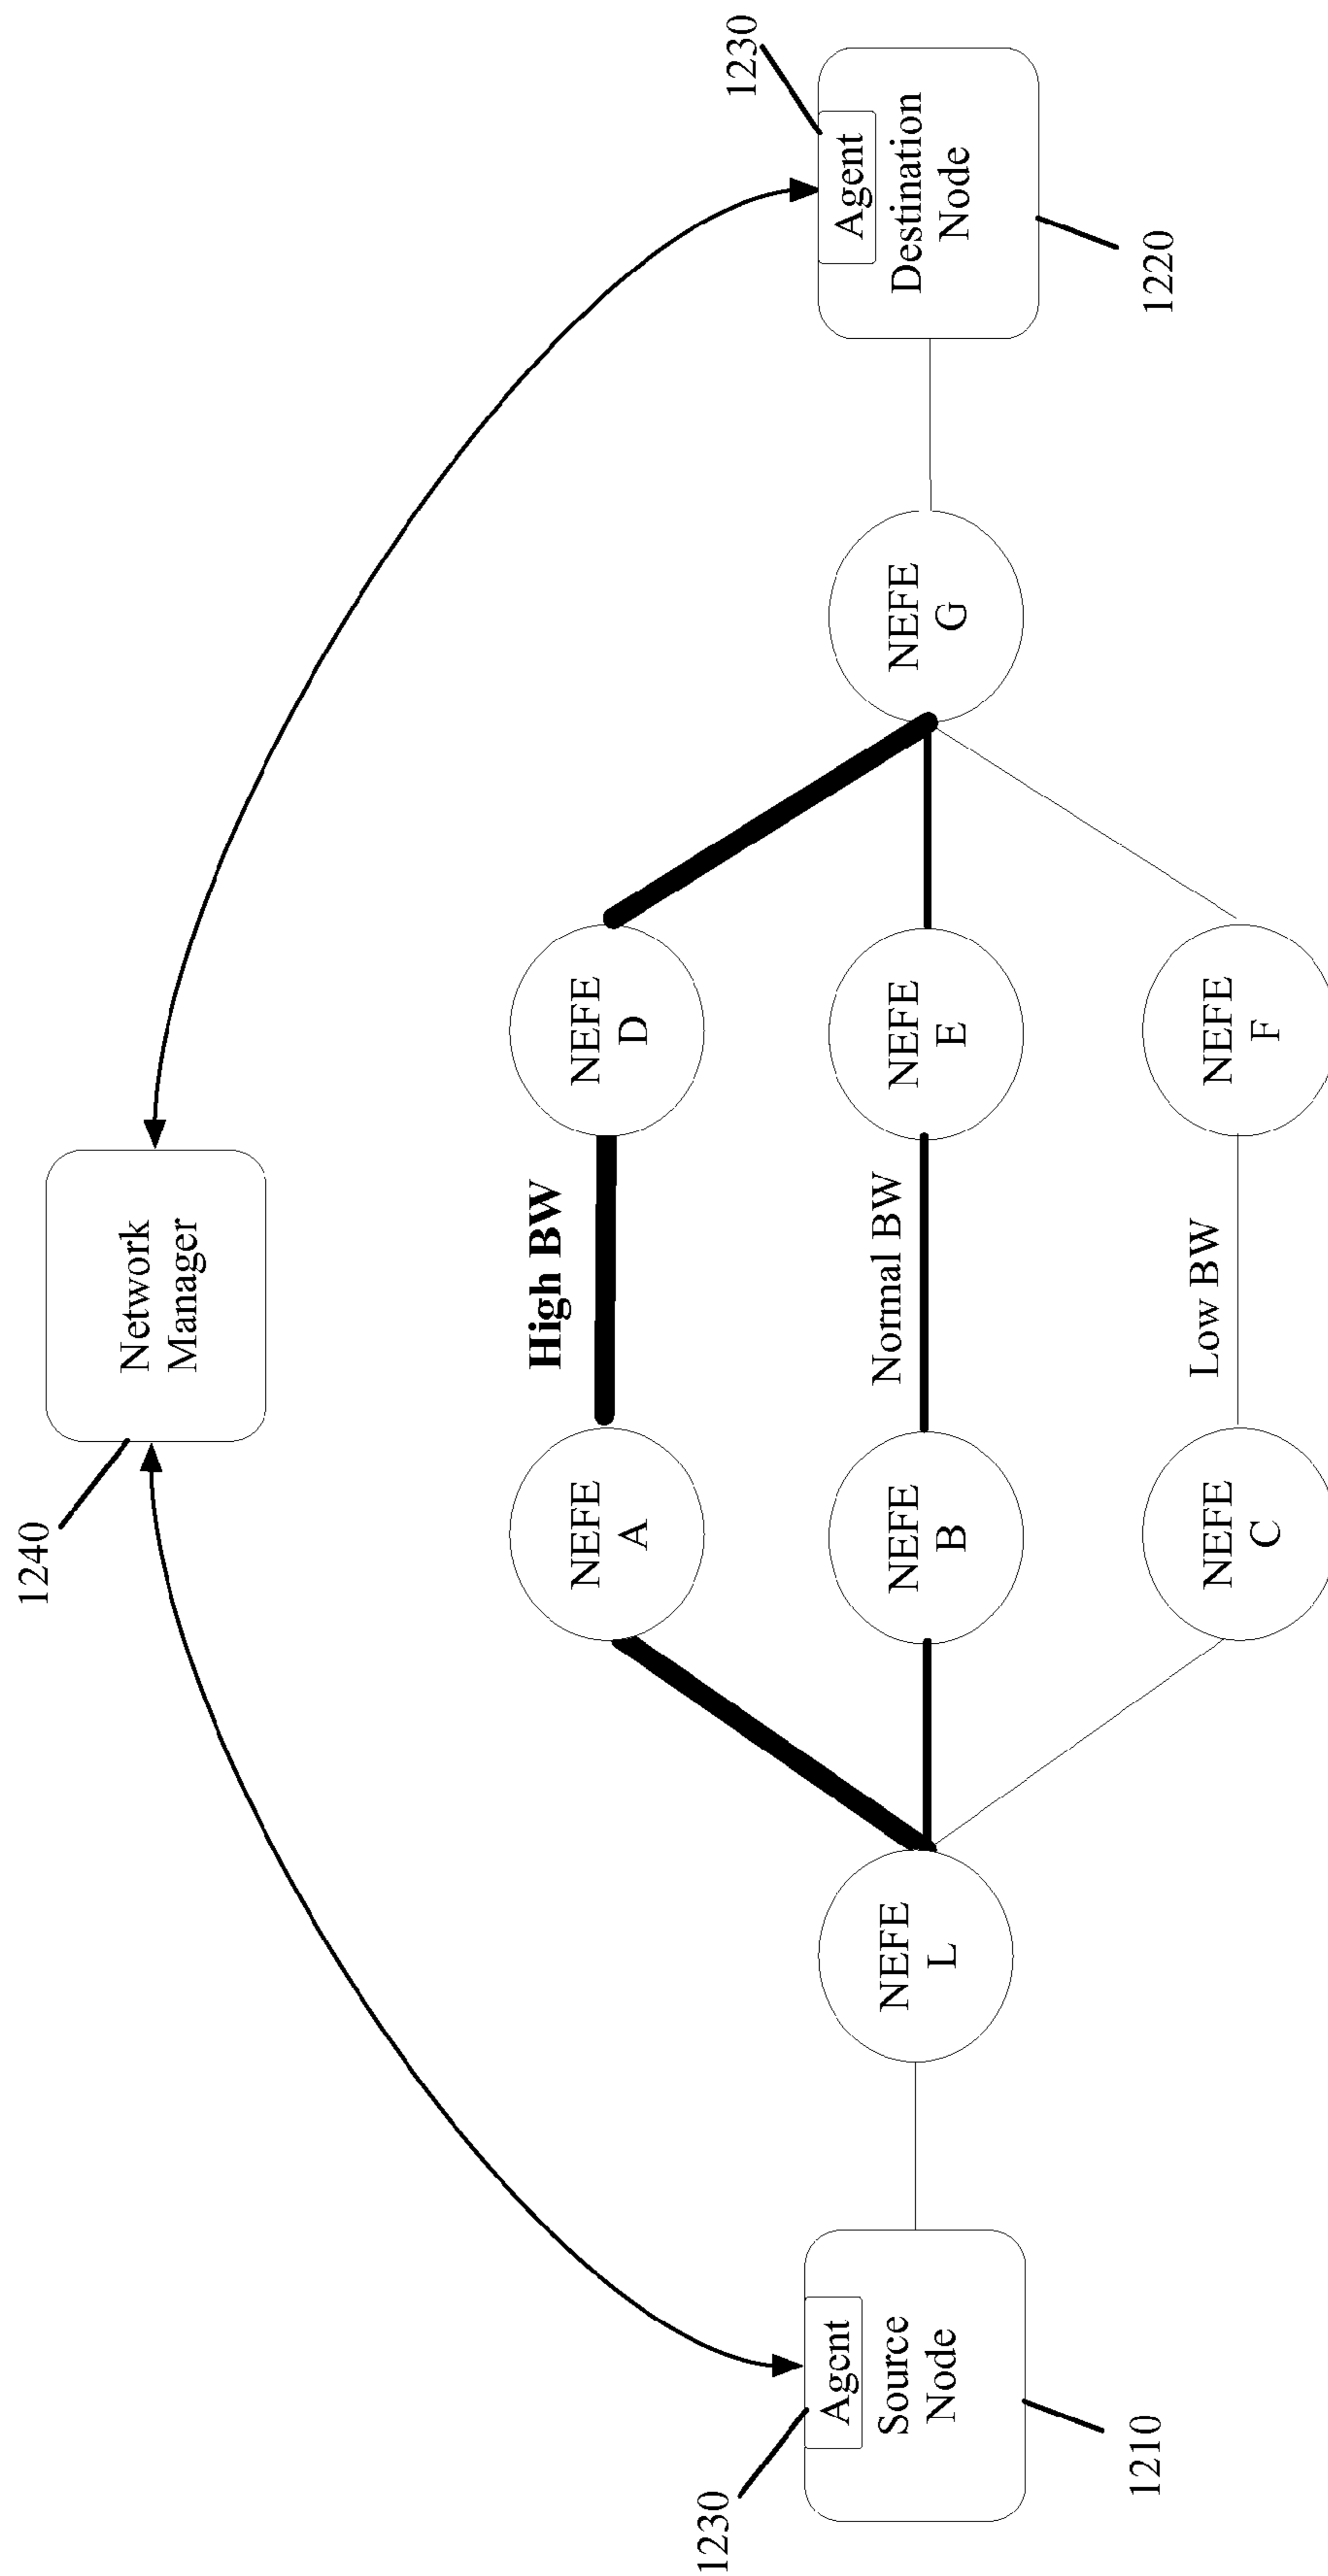 1240
Network
Manager
1230
Agent
Destination
Node
1220
High BW
NEFE
A
NEFE
D
Normal BW
NEFE
L
NEFE
B
NEFE
E
NEFE
G
Low BW
NEFE
C
NEFE
F
1230
Agent
Source
Node
1210